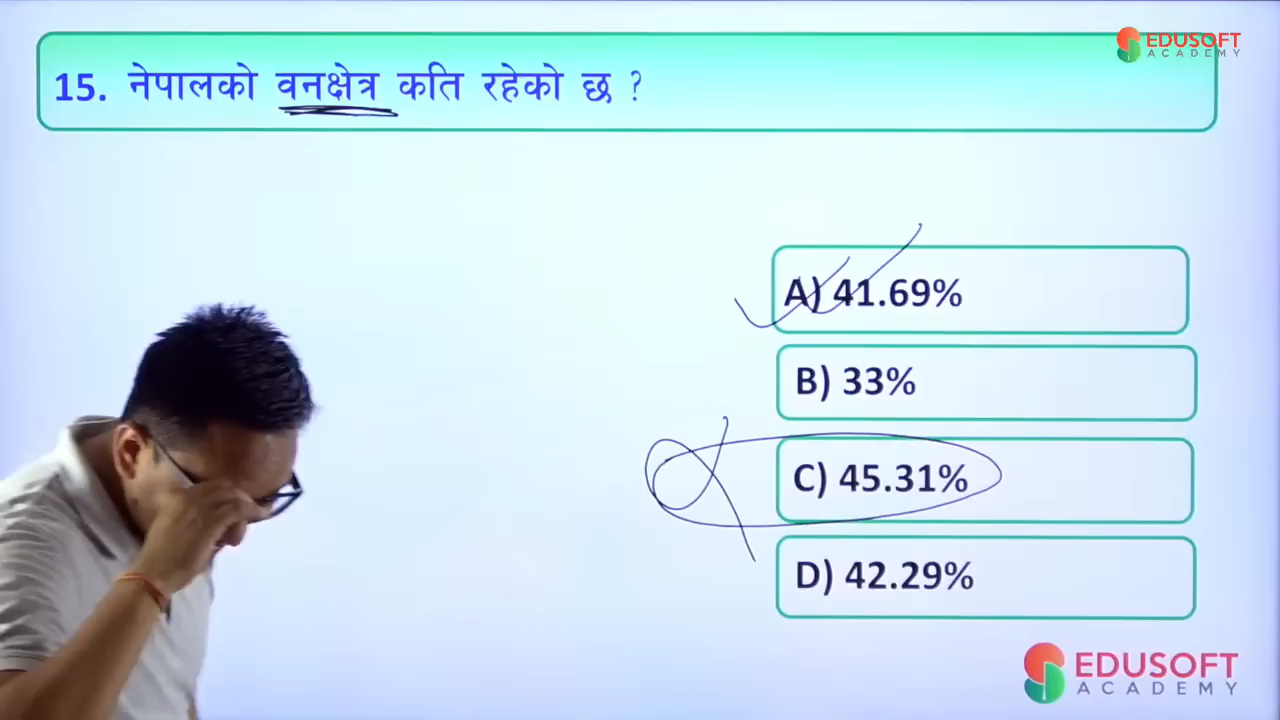 EDUSOFT
ACADEMY
15. नेपालको वनक्षेत्र कति रहेको छ ?
A) 41.69%
B) 33%
C) 45.31%
D) 42.29%
EDUSOFT
ACADEMY